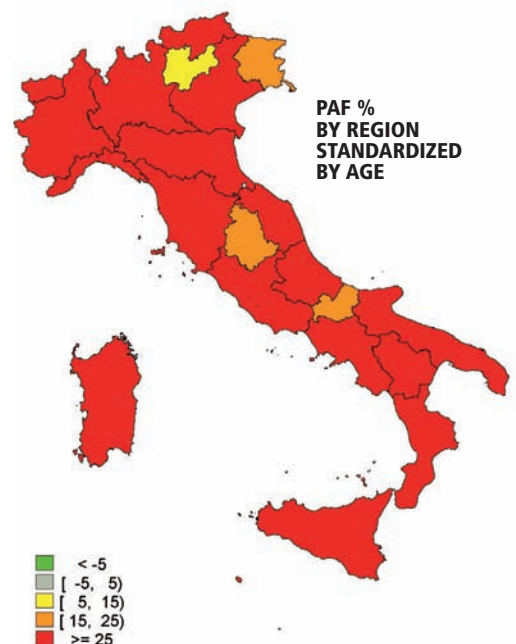 PAF %
BY REGION
STANDARDIZED
BY AGE
< -5
[ -5, 5)
[ 5, 15)
[ 15, 25)
>= 25